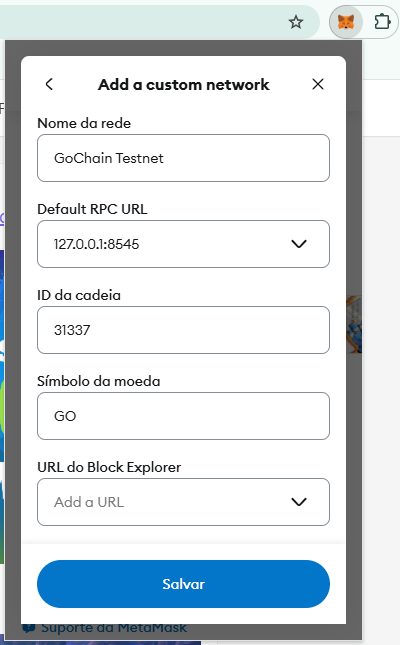 Add a custom network
Nome da rede
GoChain Testnet
Default RPC URL
127.0.0.1:8545
ID da cadeia
31337
Símbolo da moeda
GO
URL do Block Explorer
Add a URL
Salvar
Suporte da MetaMask